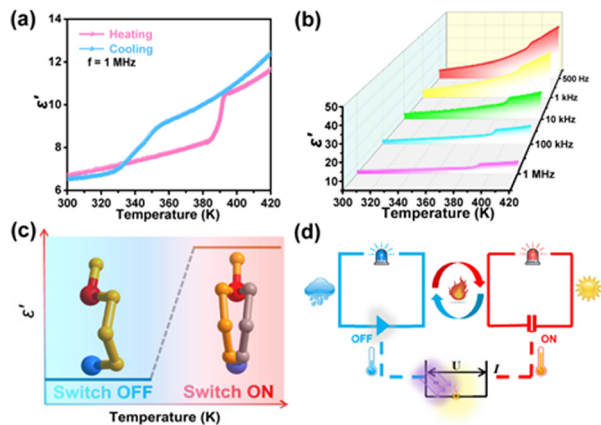 (a)
14
12
10
8
6
ε′
Heating
Cooling
f = 1 MHz
300 320 340 360 380 400 420
Temperature (K)
(b)
50
40
30
20
10
ε′
500 Hz
1 kHz
10 kHz
100 kHz
1 MHz
300 320 340 360 380 400 420
Temperature (K)
(c)
ε′
Switch OFF
Switch ON
Temperature (K)
(d)
OFF
ON
U
I